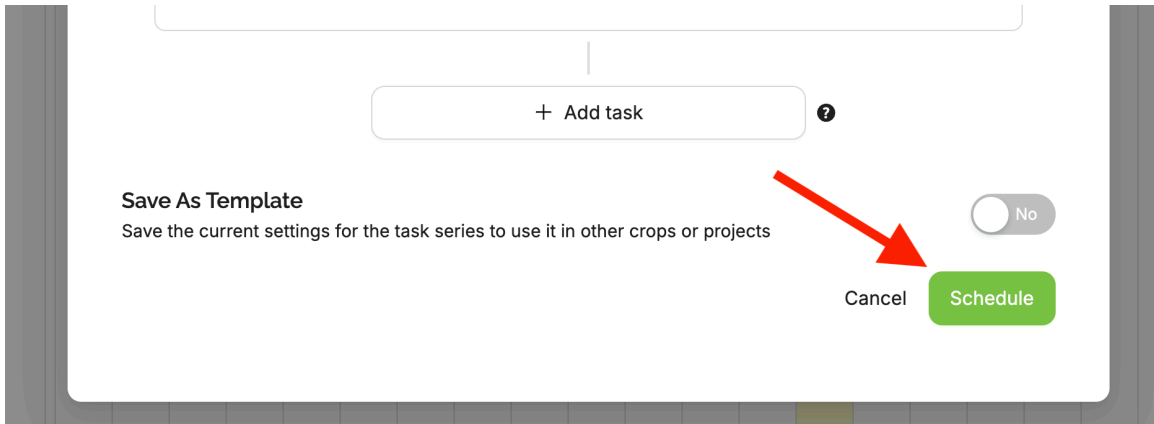 + Add task ?
Save As Template
No
Save the current settings for the task series to use it in other crops or projects
Cancel Schedule